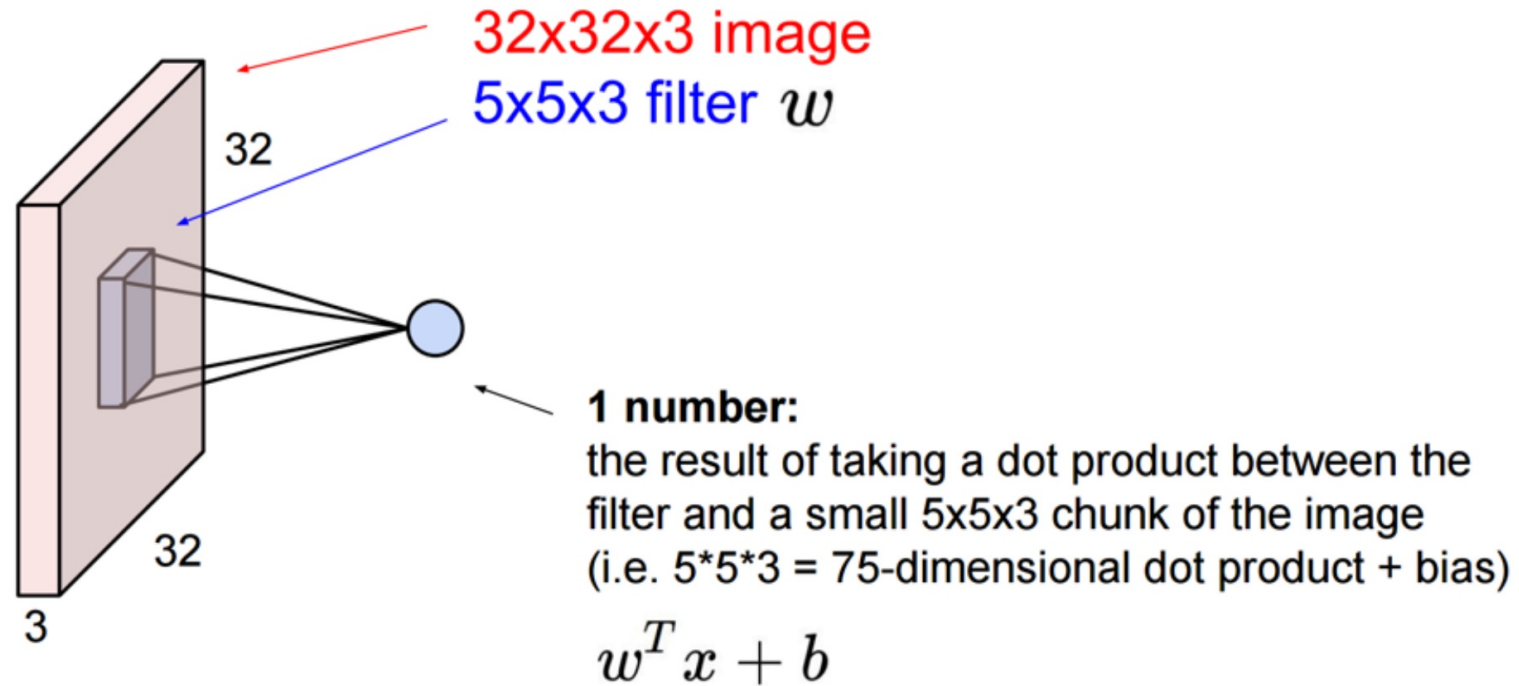 32x32x3 image
5x5x3 filter w
32
32
3
1 number:
the result of taking a dot product between the
filter and a small 5x5x3 chunk of the image
(i.e. 5*5*3 = 75-dimensional dot product + bias)
w^T x + b